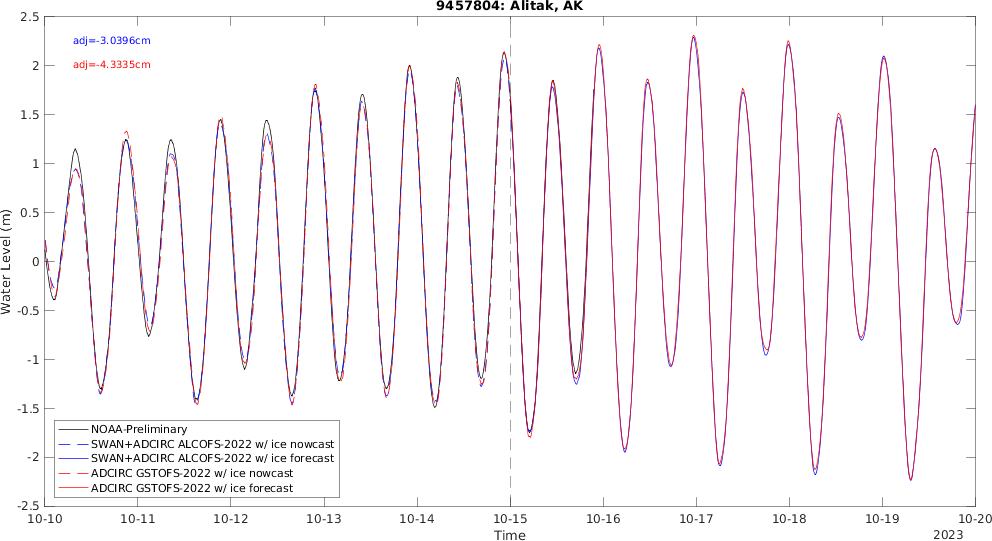 9457804: Alitak, AK
2.5
adj=-3.0396cm
adj=-4.3335cm
2
1.5
1
0.5
0
-0.5
-1
-1.5
-2
-2.5
Water Level (m)
NOAA-Preliminary
SWAN+ADCIRC ALCOFS-2022 w/ ice nowcast
SWAN+ADCIRC ALCOFS-2022 w/ ice forecast
ADCIRC GSTOFS-2022 w/ ice nowcast
ADCIRC GSTOFS-2022 w/ ice forecast
10-10 10-11 10-12 10-13 10-14 10-15 10-16 10-17 10-18 10-19 10-20
Time
2023